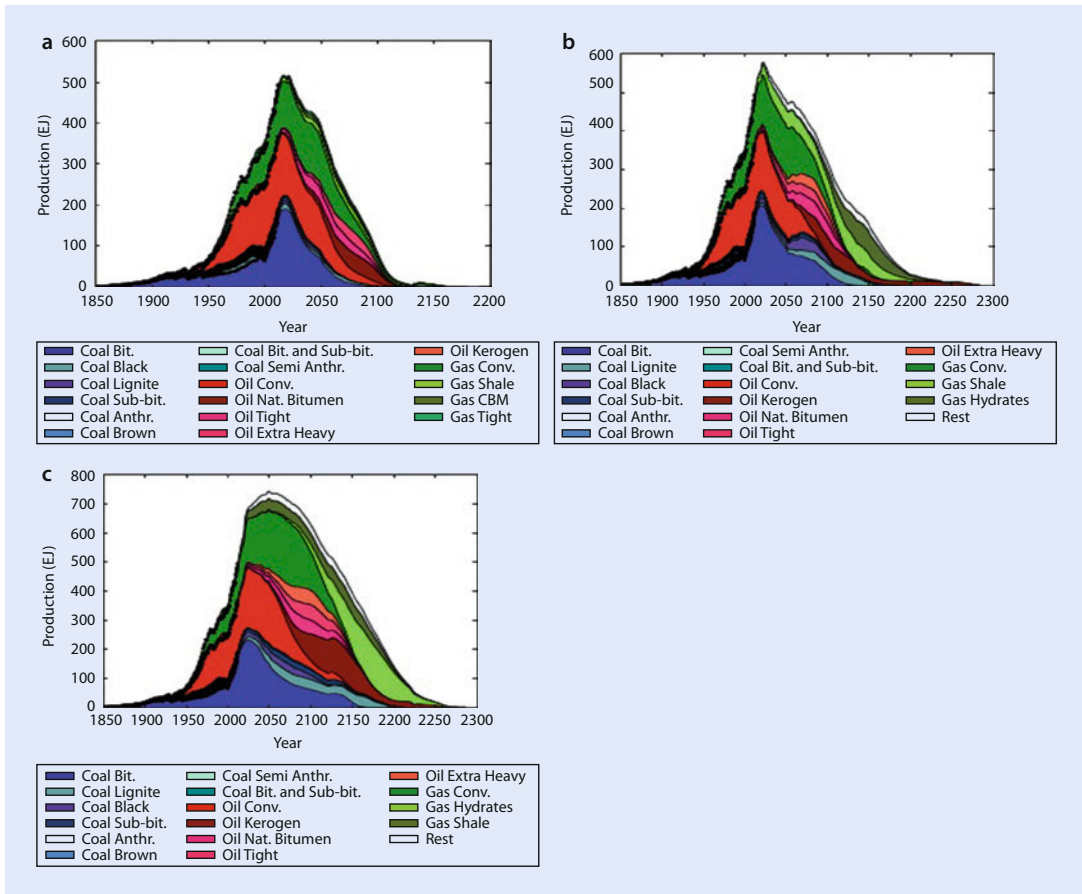 a
600
500
400
300
200
100
0
Production (EJ)
1850 1900 1950 2000 2050 2100 2150 2200
Year
Coal Bit. Coal Bit. and Sub-bit. Oil Kerogen
Coal Black Coal Semi Anthr. Gas Conv.
Coal Lignite Oil Conv. Gas Shale
Coal Sub-bit. Oil Nat. Bitumen Gas CBM
Coal Anthr. Oil Tight Gas Tight
Coal Brown Oil Extra Heavy
b
600
500
400
300
200
100
0
Production (EJ)
1850 1900 1950 2000 2050 2100 2150 2200 2300
Year
Coal Bit. Coal Semi Anthr. Oil Extra Heavy
Coal Lignite Coal Bit. and Sub-bit. Gas Conv.
Coal Black Oil Conv. Gas Shale
Coal Sub-bit. Oil Kerogen Gas Hydrates
Coal Anthr. Oil Nat. Bitumen Rest
Coal Brown Oil Tight
c
800
700
600
500
400
300
200
100
0
Production (EJ)
1850 1900 1950 2000 2050 2100 2150 2200 2300
Year
Coal Bit. Coal Semi Anthr. Oil Extra Heavy
Coal Lignite Coal Bit. and Sub-bit. Gas Conv.
Coal Black Oil Conv. Gas Hydrates
Coal Sub-bit. Oil Kerogen Gas Shale
Coal Anthr. Oil Nat. Bitumen Rest
Coal Brown Oil Tight